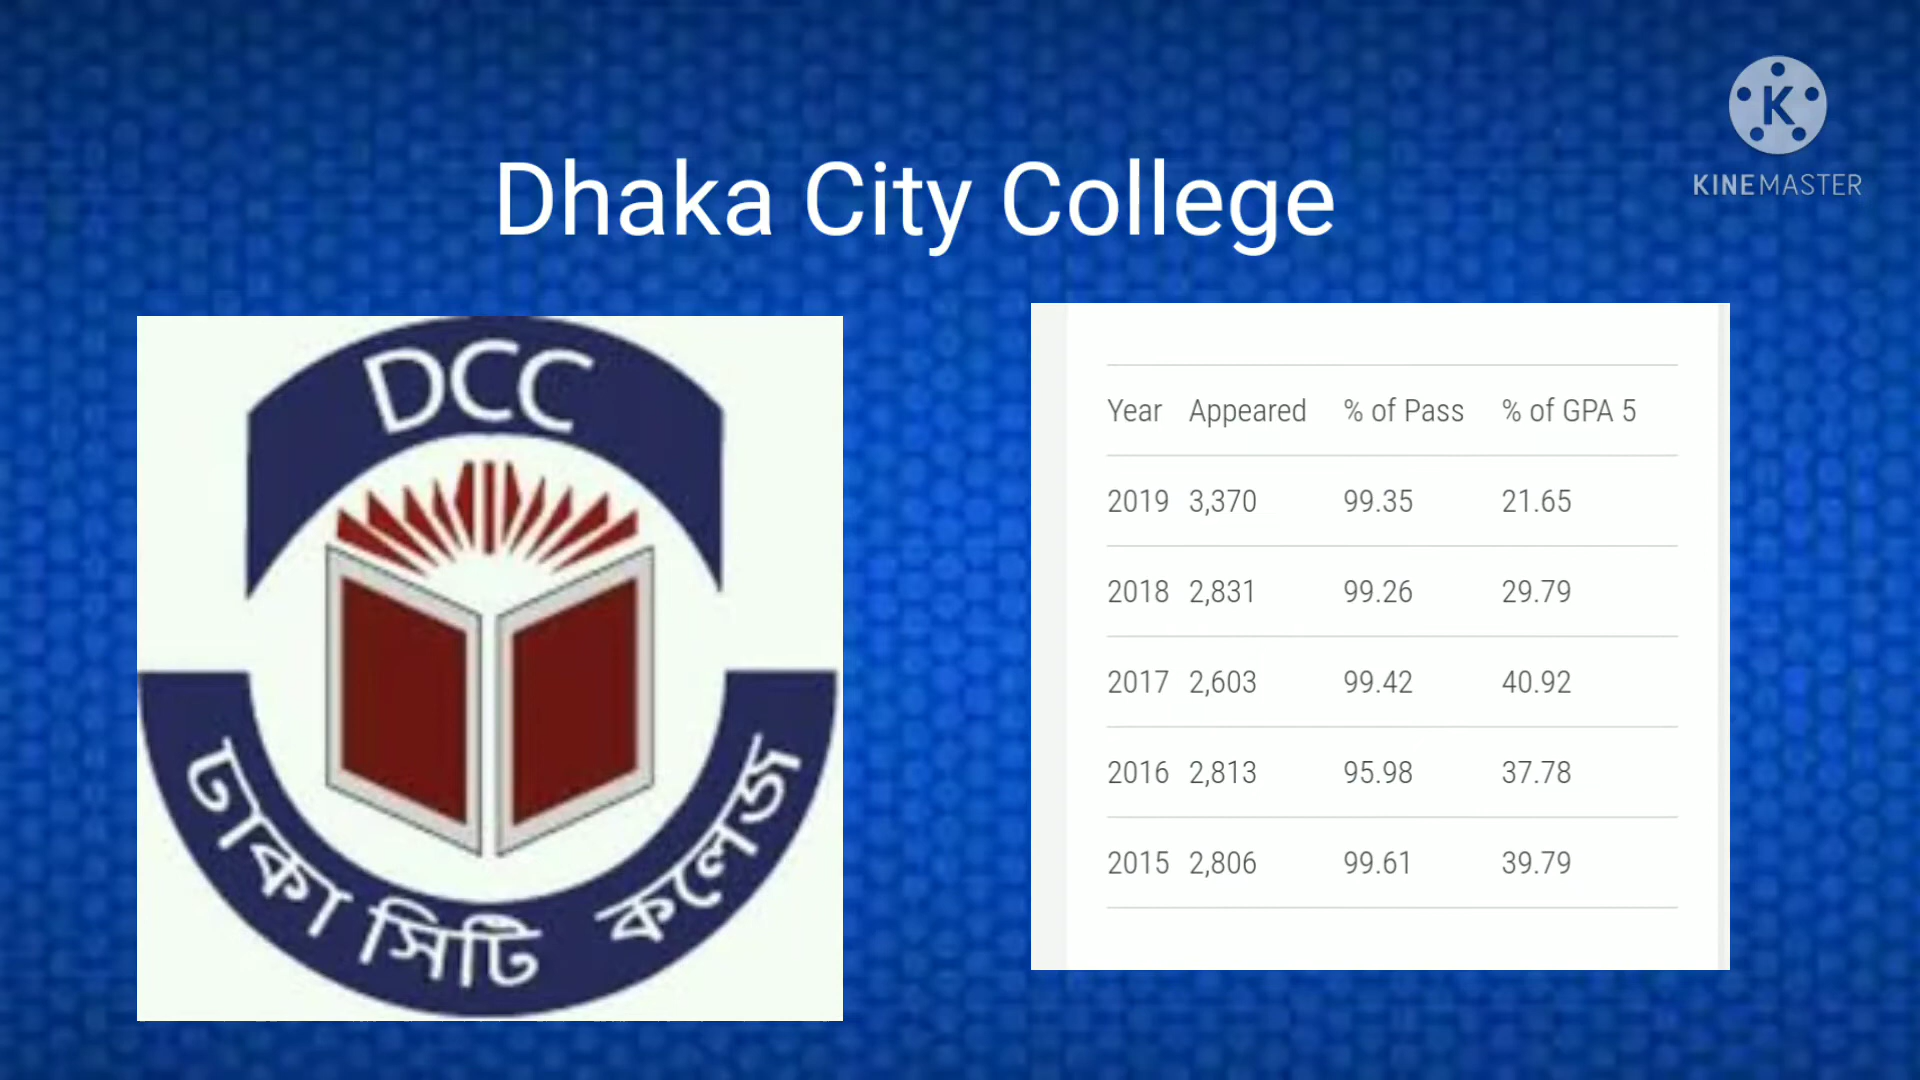 KINEMASTER
Dhaka City College
DCC
ঢাকা সিটি কলেজ
Year Appeared % of Pass % of GPA 5
2019 3,370 99.35 21.65
2018 2,831 99.26 29.79
2017 2,603 99.42 40.92
2016 2,813 95.98 37.78
2015 2,806 99.61 39.79